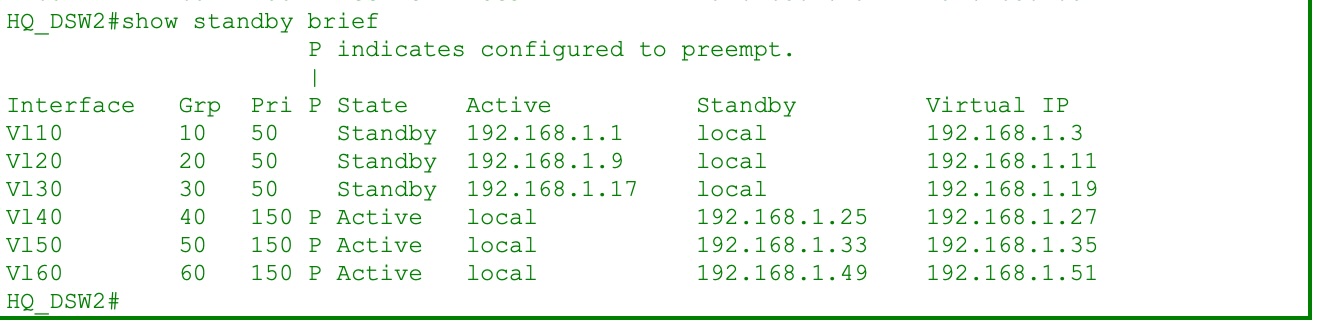 HQ_DSW2#show standby brief
P indicates configured to preempt.
|
Interface Grp Pri P State Active Standby Virtual IP
Vl10 10 50 Standby 192.168.1.1 local 192.168.1.3
Vl20 20 50 Standby 192.168.1.9 local 192.168.1.11
Vl30 30 50 Standby 192.168.1.17 local 192.168.1.19
Vl40 40 150 P Active local 192.168.1.25 192.168.1.27
Vl50 50 150 P Active local 192.168.1.33 192.168.1.35
Vl60 60 150 P Active local 192.168.1.49 192.168.1.51
HQ_DSW2#